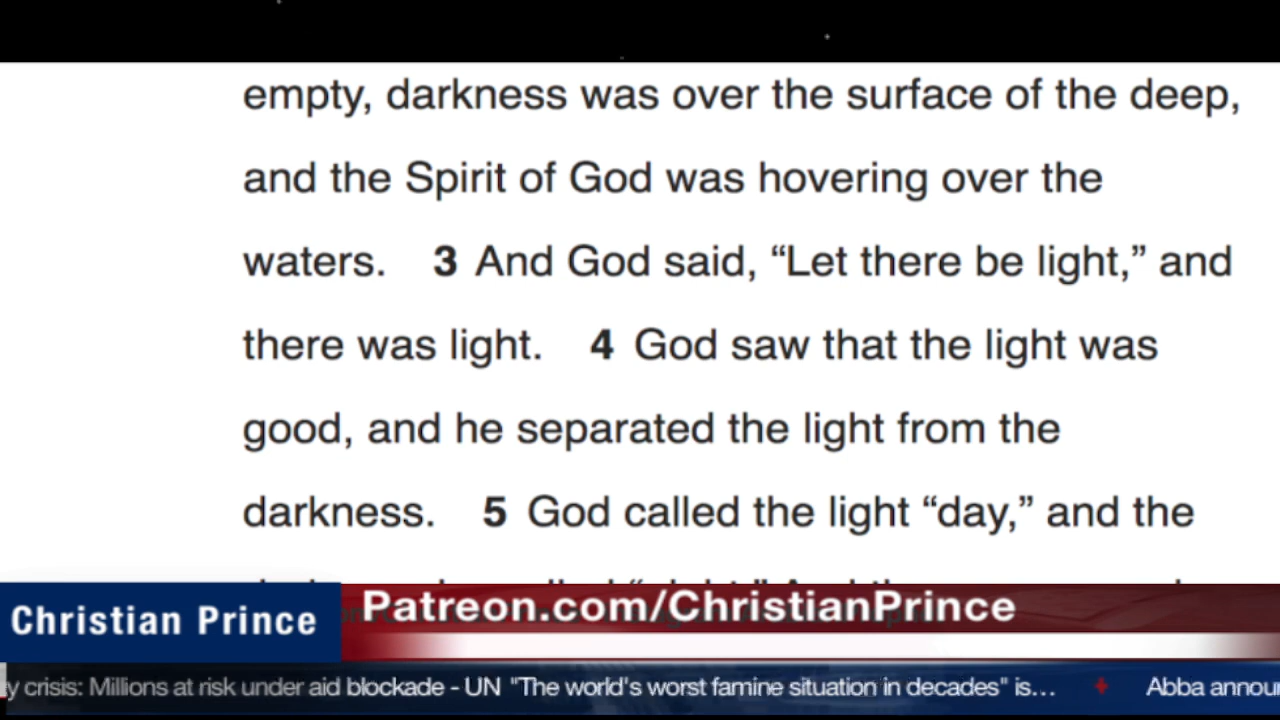 empty, darkness was over the surface of the deep,
and the Spirit of God was hovering over the
waters. 3 And God said, “Let there be light,” and
there was light. 4 God saw that the light was
good, and he separated the light from the
darkness. 5 God called the light “day,” and the
Patreon.com/ChristianPrince
Christian Prince
y crisis: Millions at risk under aid blockade - UN "The world's worst famine situation in decades" is... Abba annou